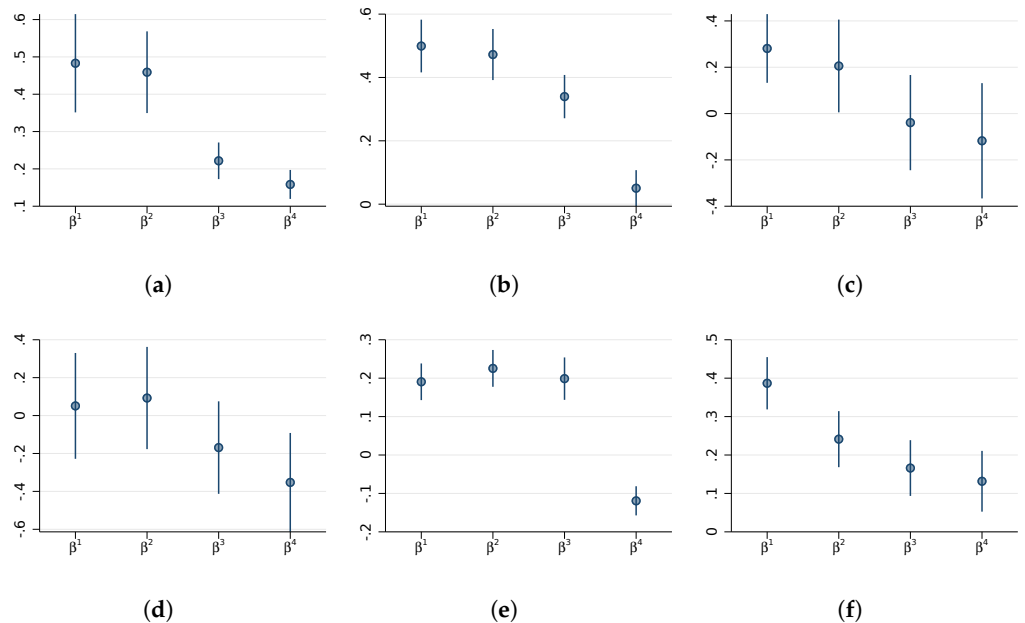 .6
.5
.4
.3
.2
.1
β¹ β² β³ β⁴
(a)
.6
.4
.2
0
β¹ β² β³ β⁴
(b)
.4
.2
0
-.2
-.4
β¹ β² β³ β⁴
(c)
.4
.2
0
-.2
-.4
-.6
β¹ β² β³ β⁴
(d)
.3
.2
.1
0
-.1
-.2
β¹ β² β³ β⁴
(e)
.5
.4
.3
.2
.1
0
β¹ β² β³ β⁴
(f)